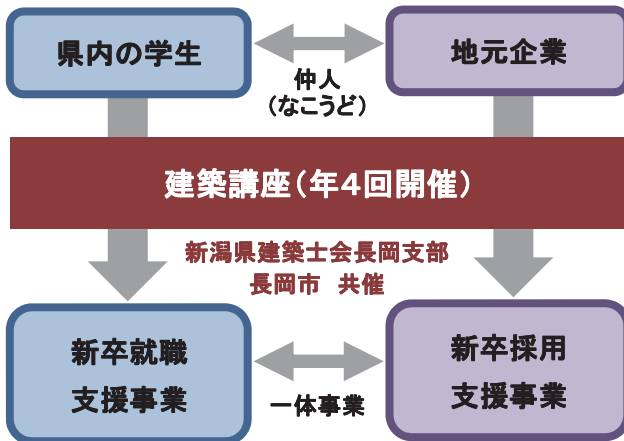 県内の学生
地元企業
仲人
（なこうど）
建築講座（年４回開催）
新潟県建築士会長岡支部
長岡市　共催
新卒就職
支援事業
新卒採用
支援事業
一体事業